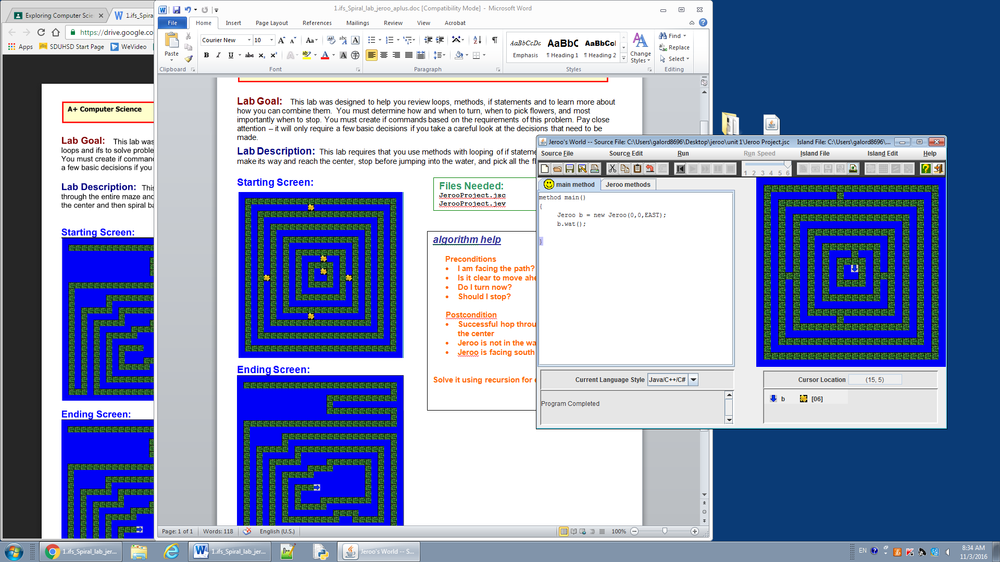 Exploring Computer Scie
1.ifs_Spira
https://drive.google.co
Apps
SDUHSD Start Page
WeVideo
A+ Computer Science
Lab Goal: This lab was
loops and ifs to solve proble
You must create if comman
a few basic decisions if you
Lab Description: This
through the entire maze and
the center and then spiral ba
Starting Screen:
Ending Screen:
1.ifs_Spiral_lab_jeroo_aplus.doc [Compatibility Mode] - Microsoft Word
File Home Insert Page Layout References Mailings Review View Acrobat
Paste
Clipboard
Courier New 10
Font
Paragraph
AaBbCcDc AaBbC AaBbCcl
Emphasis ¶ Heading 1 ¶ Heading 2
Change Styles
Styles
Find
Replace
Select
Editing
Lab Goal: This lab was designed to help you review loops, methods, if statements and to learn more about
how you can combine them. You must determine how and when to turn, when to pick flowers, and most
importantly when to stop. You must create if commands based on the requirements of this problem. Pay close
attention – it will only require a few basic decisions if you take a careful look at the decisions that need to be
made.
Lab Description: This lab requires that you use methods with looping of if stateme
make its way and reach the center, stop before jumping into the water, and pick all the fl
Starting Screen:
Files Needed:
JerooProject.jsc
JerooProject.jev
algorithm help
Preconditions
• I am facing the path?
• Is it clear to move ahe
• Do I turn now?
• Should I stop?
Postcondition
• Successful hop throu
the center
• Jeroo is not in the wa
• Jeroo is facing south
Solve it using recursion for e
Ending Screen:
Page: 1 of 1 Words: 118 English (U.S.) 100%
Jeroo's World -- Source File: C:\Users\galord8696\Desktop\jeroo\unit 1\Jeroo Project.jsc Island File: C:\Users\galord8696\...
Source File Source Edit Run Run Speed Island File Island Edit Help
1 2 3 4 5 6
main method Jeroo methods
method main()
{
Jeroo b = new Jeroo(0,0,EAST);
b.wat();
}
Current Language Style Java/C++/C#
Program Completed
Cursor Location (15, 5)
b [06]
1.ifs_Spiral_lab_jer...
1.ifs_Spiral_lab_jer...
Jeroo's World -- S...
EN
8:34 AM
11/3/2016